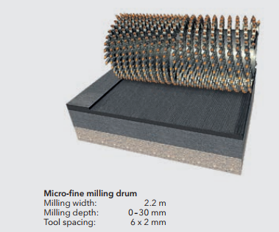 Micro-fine milling drum
Milling width: 2.2 m
Milling depth: 0–30 mm
Tool spacing: 6 x 2 mm